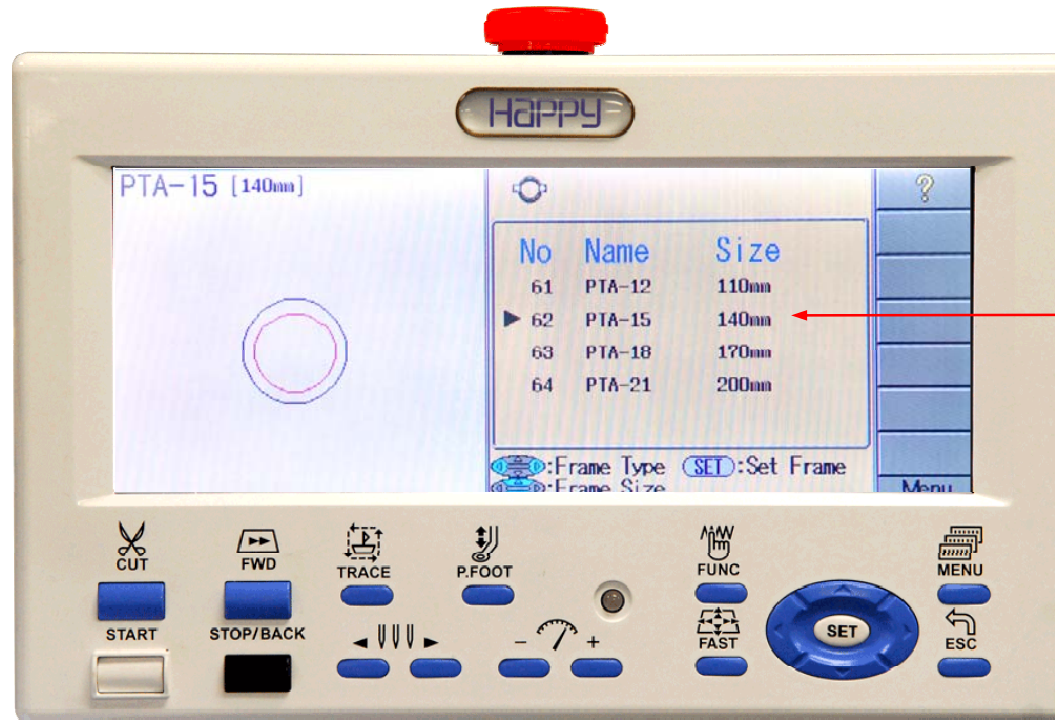 Happy
PTA-15 [140mm]
?
No Name Size
61 PTA-12 110mm
62 PTA-15 140mm
63 PTA-18 170mm
64 PTA-21 200mm
:Frame Type SET:Set Frame
:Frame Size
Menu
CUT
FWD
TRACE
P.FOOT
FUNC
MENU
START
STOP/BACK
- +
FAST
SET
ESC